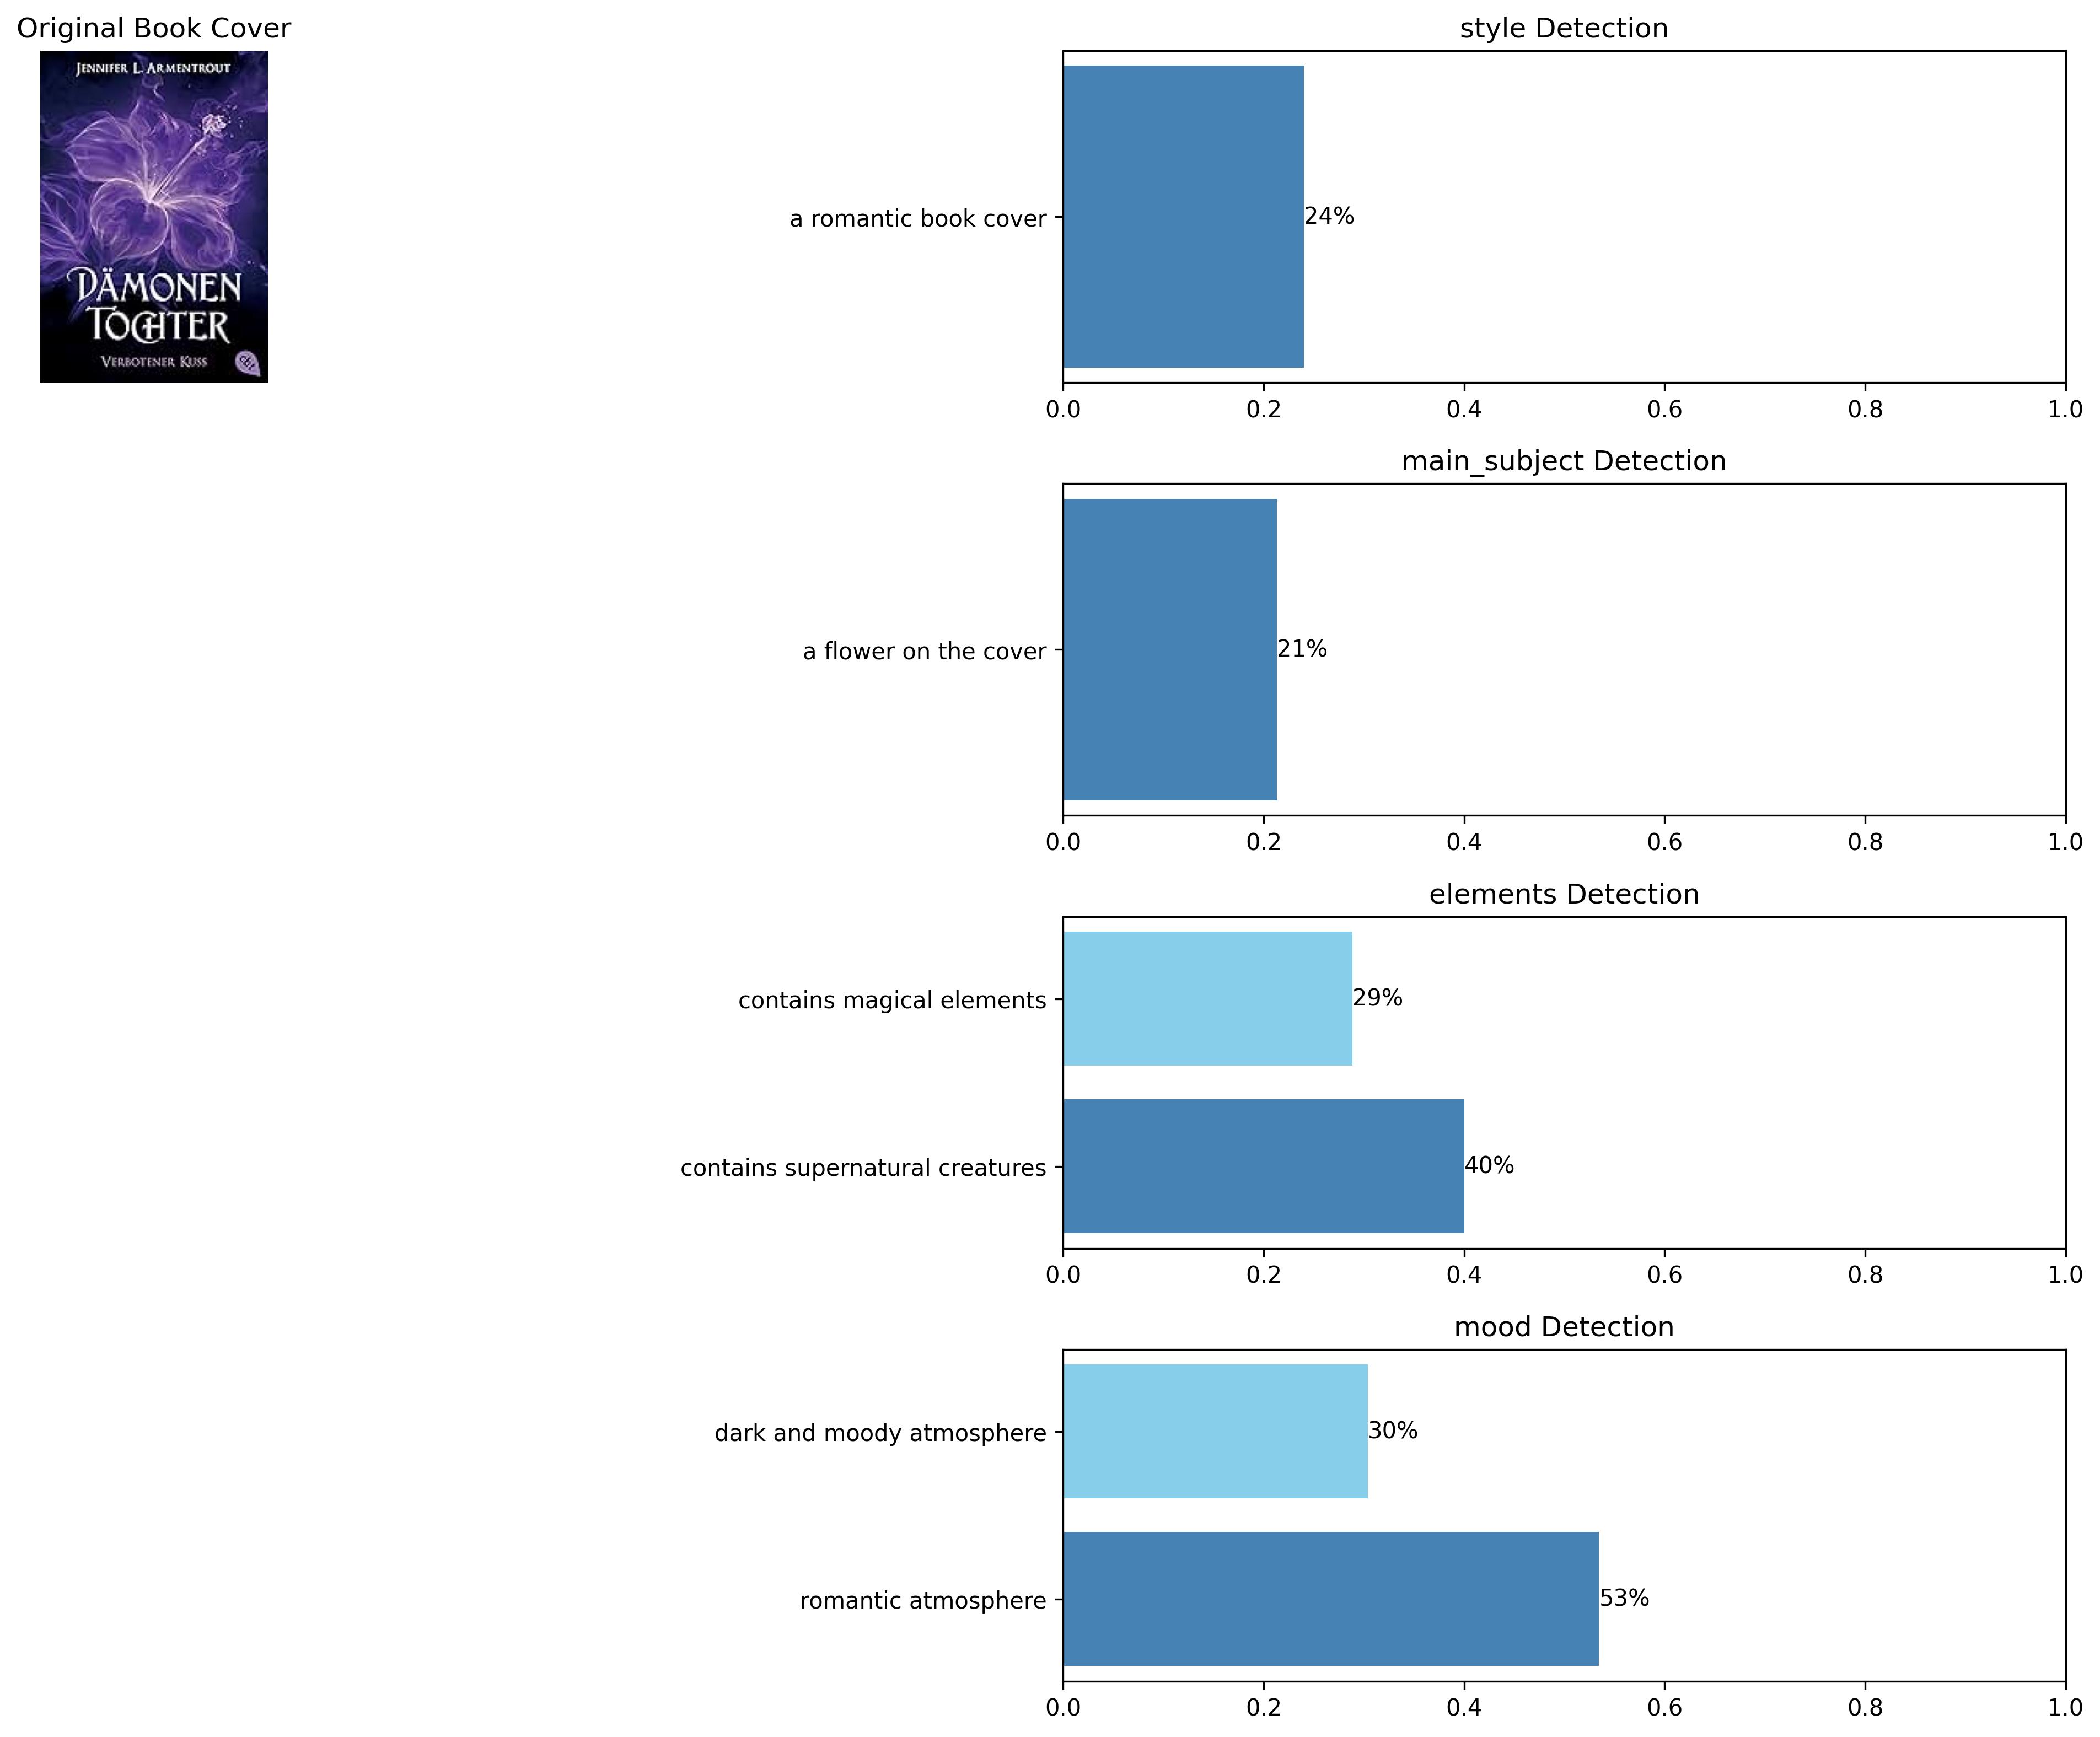 Original Book Cover
JENNIFER L. ARMENTROUT
DÄMONEN
TOCHTER
VERBOTENER KUSS
cbt
style Detection
a romantic book cover
24%
0.0 0.2 0.4 0.6 0.8 1.0
main_subject Detection
a flower on the cover
21%
0.0 0.2 0.4 0.6 0.8 1.0
elements Detection
contains magical elements
29%
contains supernatural creatures
40%
0.0 0.2 0.4 0.6 0.8 1.0
mood Detection
dark and moody atmosphere
30%
romantic atmosphere
53%
0.0 0.2 0.4 0.6 0.8 1.0